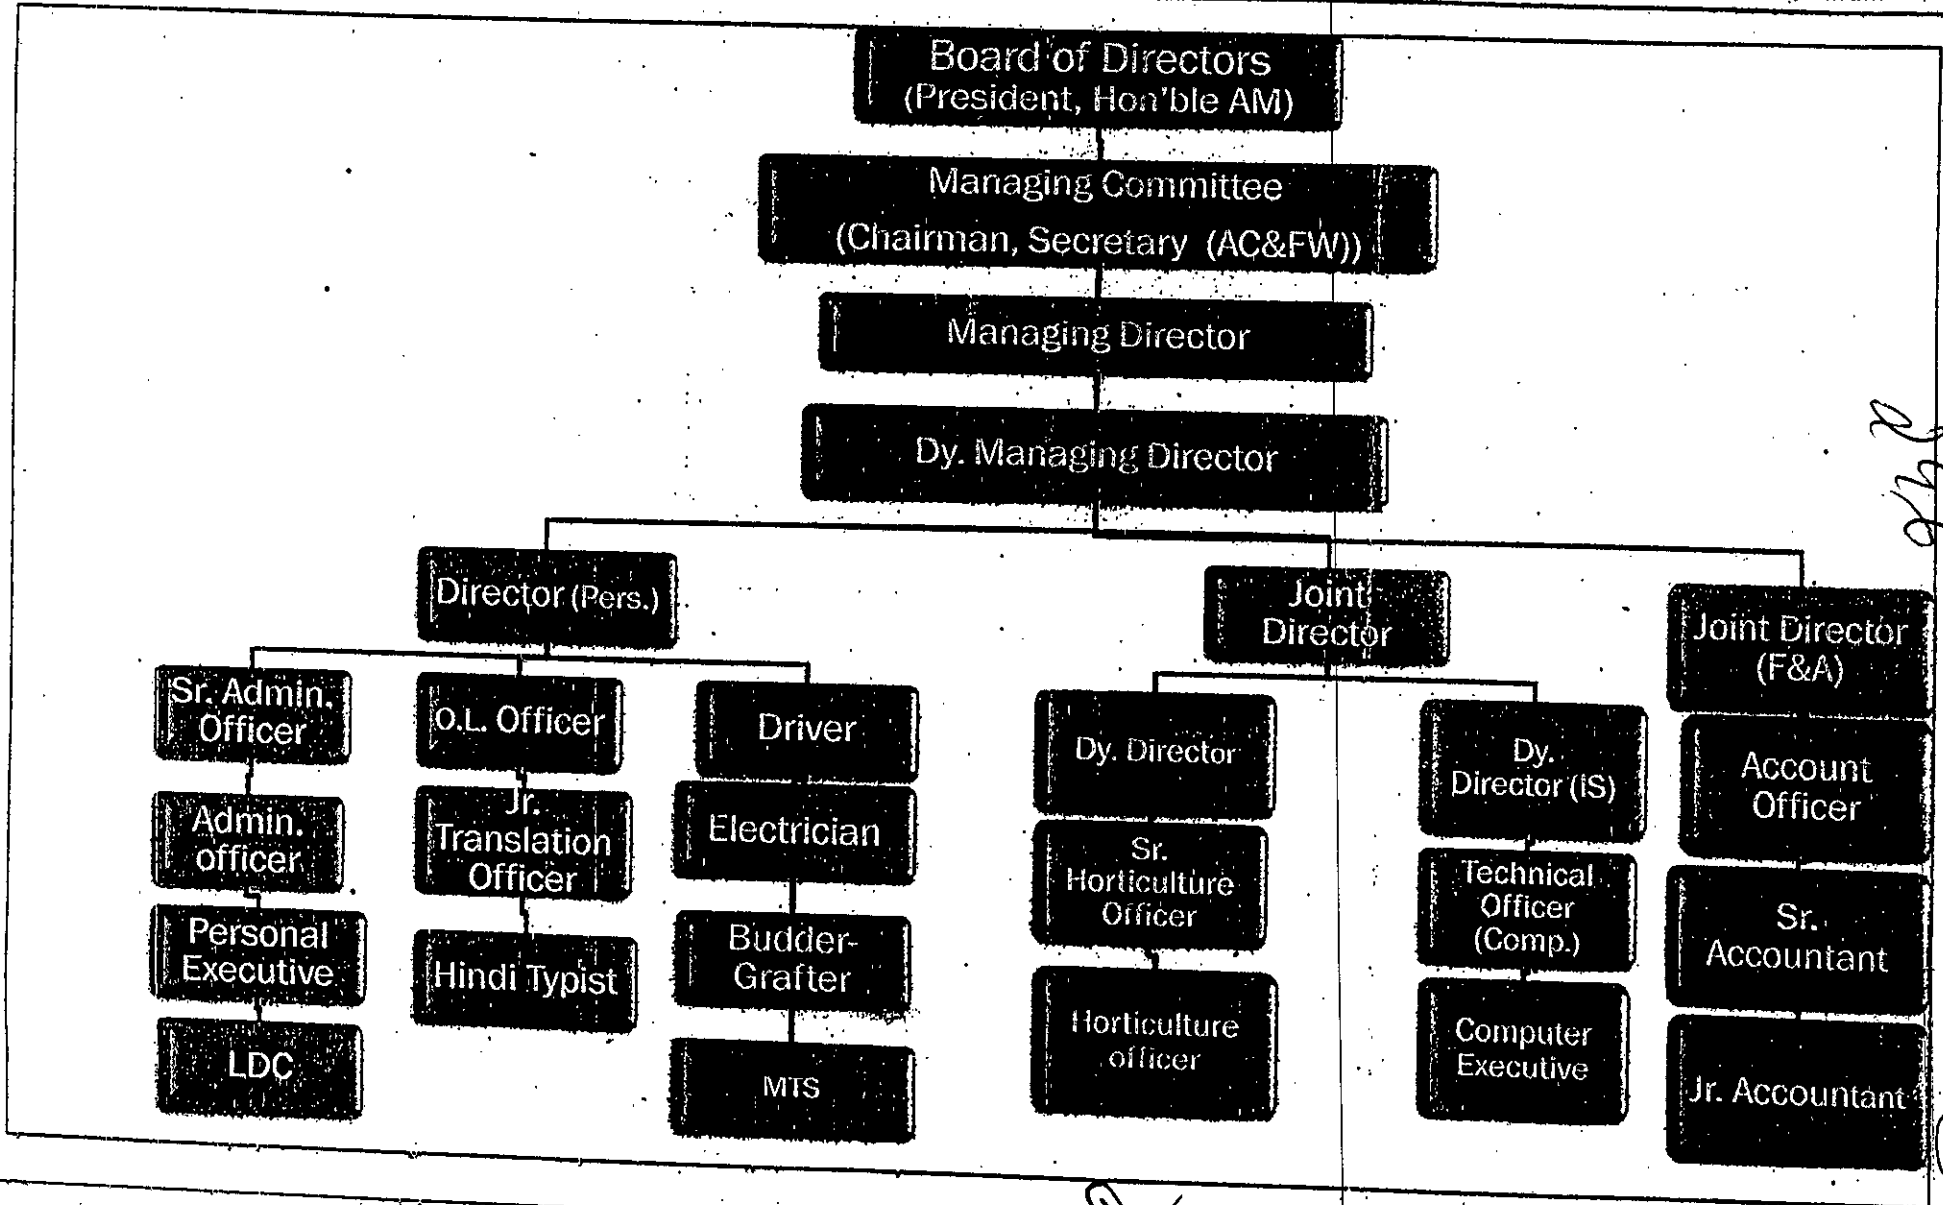 Board of Directors
(President, Hon'ble AM)
Managing Committee
(Chairman, Secretary (AC&FW))
Managing Director
Dy. Managing Director
Director (Pers.)
Joint
Director
Joint Director
(F&A)
Sr. Admin.
Officer
O.L. Officer
Driver
Dy. Director
Dy.
Director (IS)
Account
Officer
Admin.
officer
Jr.
Translation
Officer
Electrician
Sr.
Horticulture
Officer
Technical
Officer
(Comp.)
Sr.
Accountant
Personal
Executive
Hindi Typist
Budder-
Grafter
Horticulture
officer
Computer
Executive
Jr. Accountant
LDC
MTS